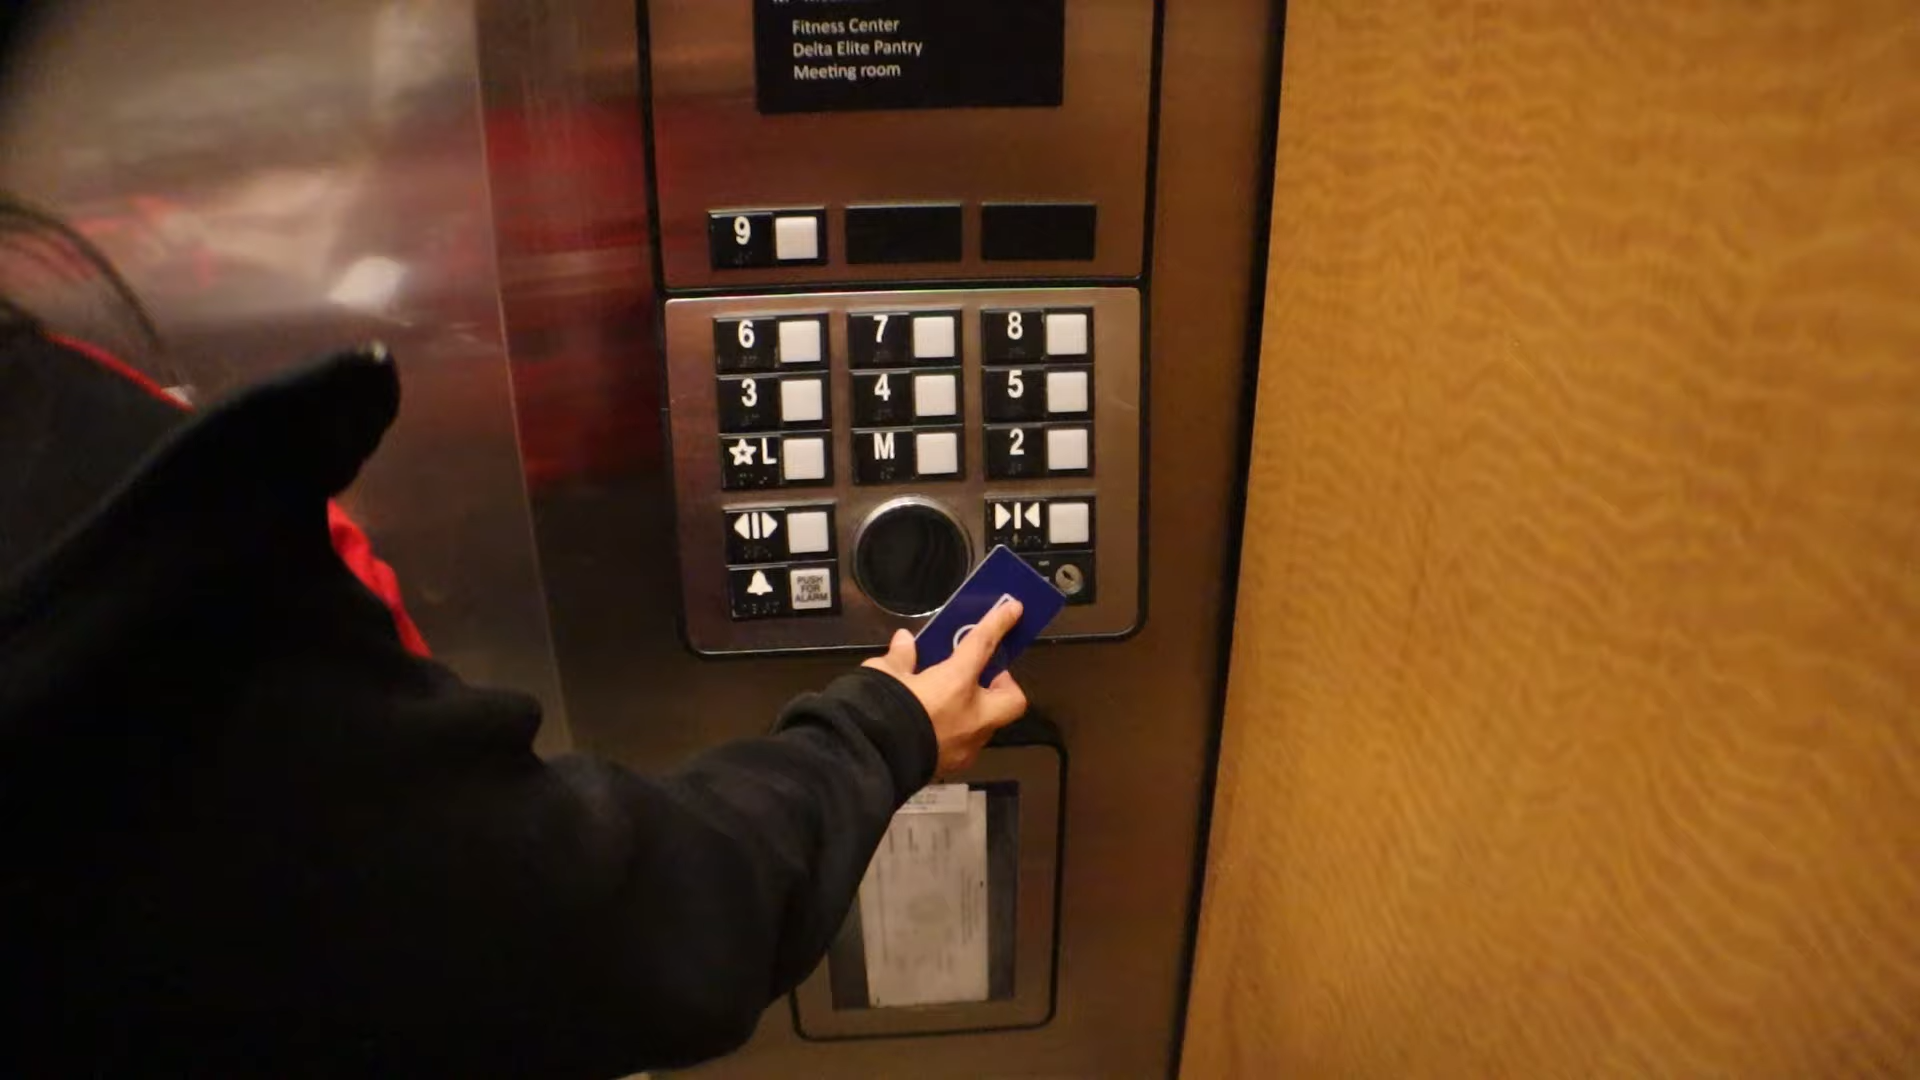 Fitness Center
Delta Elite Pantry
Meeting room
9
6 7 8
3 4 5
☆L M 2
PUSH
FOR
ALARM